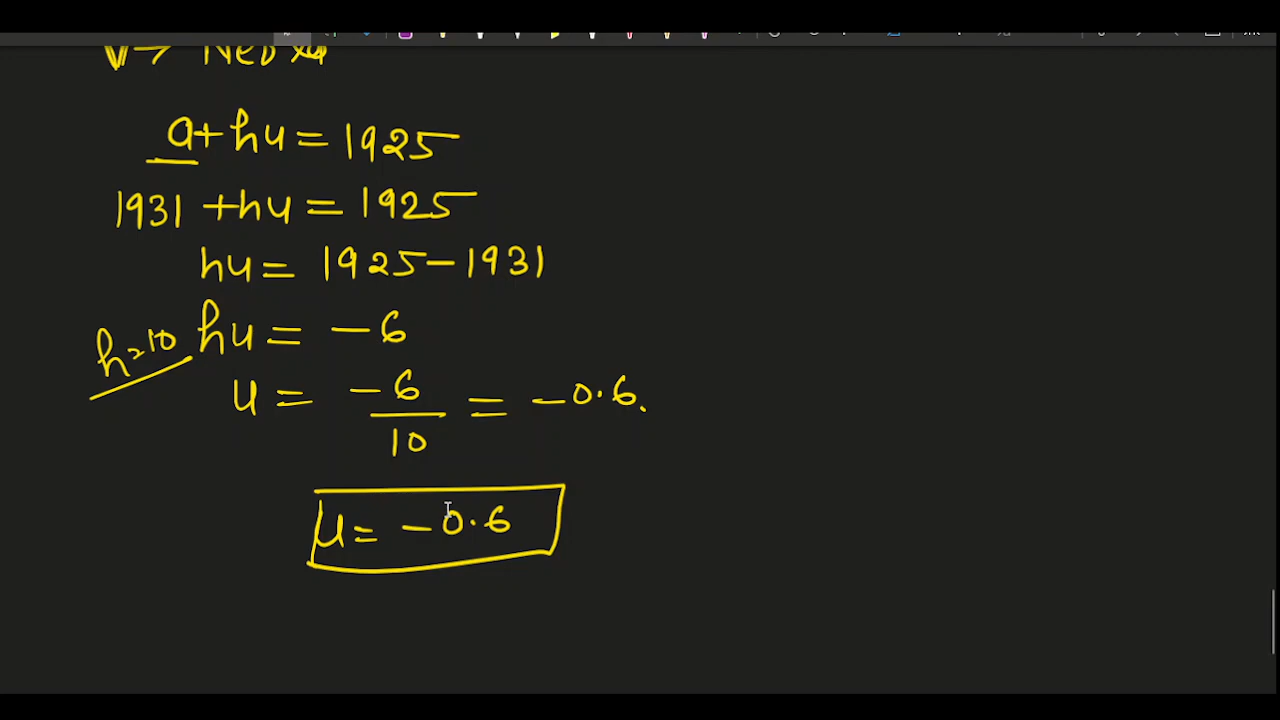 a+hu = 1925
1931 +hu = 1925
hu = 1925-1931
h=10 hu = -6
u = -6/10 = -0.6.
u = -0.6